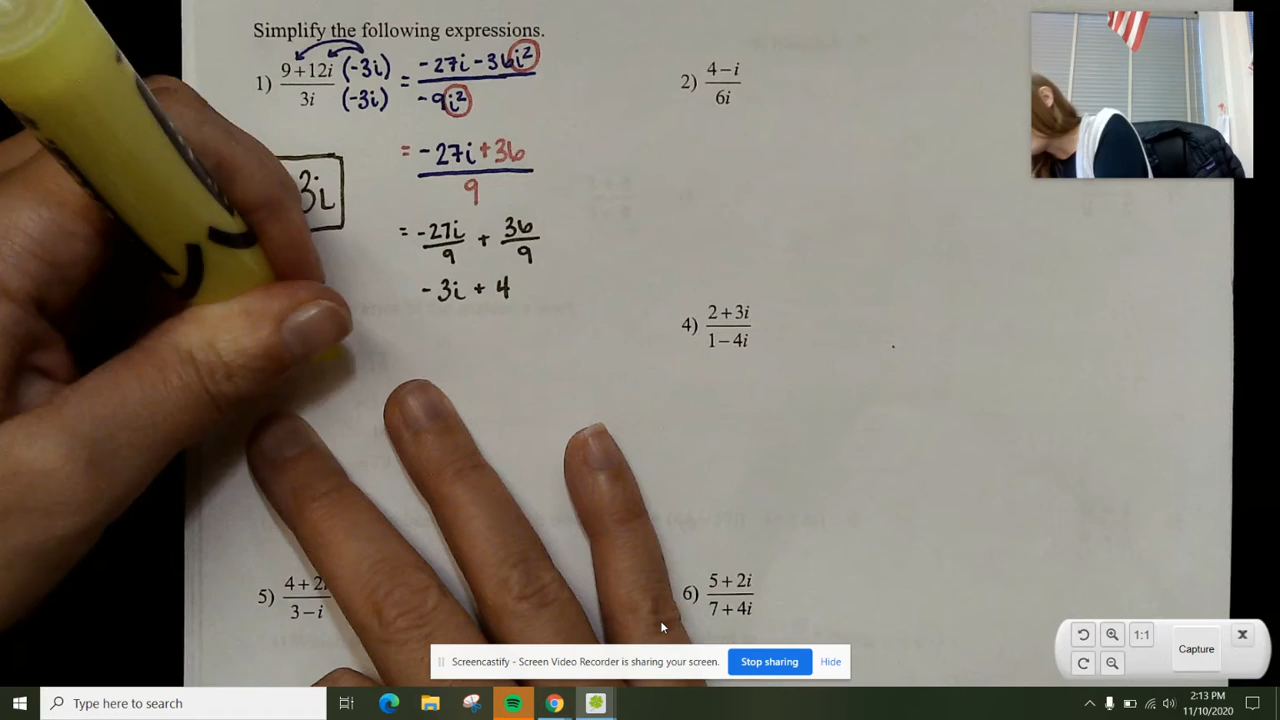 Simplify the following expressions.
1) 9+12i (-3i) = -27i - 36i²
3i (-3i) -9i²
= -27i + 36
9
= -27i/9 + 36/9
-3i + 4
3i
2) 4-i
6i
4) 2+3i
1-4i
5) 4+2i
3-i
6) 5+2i
7+4i
Screencastify - Screen Video Recorder is sharing your screen. Stop sharing Hide
1:1 Capture
Type here to search
2:13 PM
11/10/2020